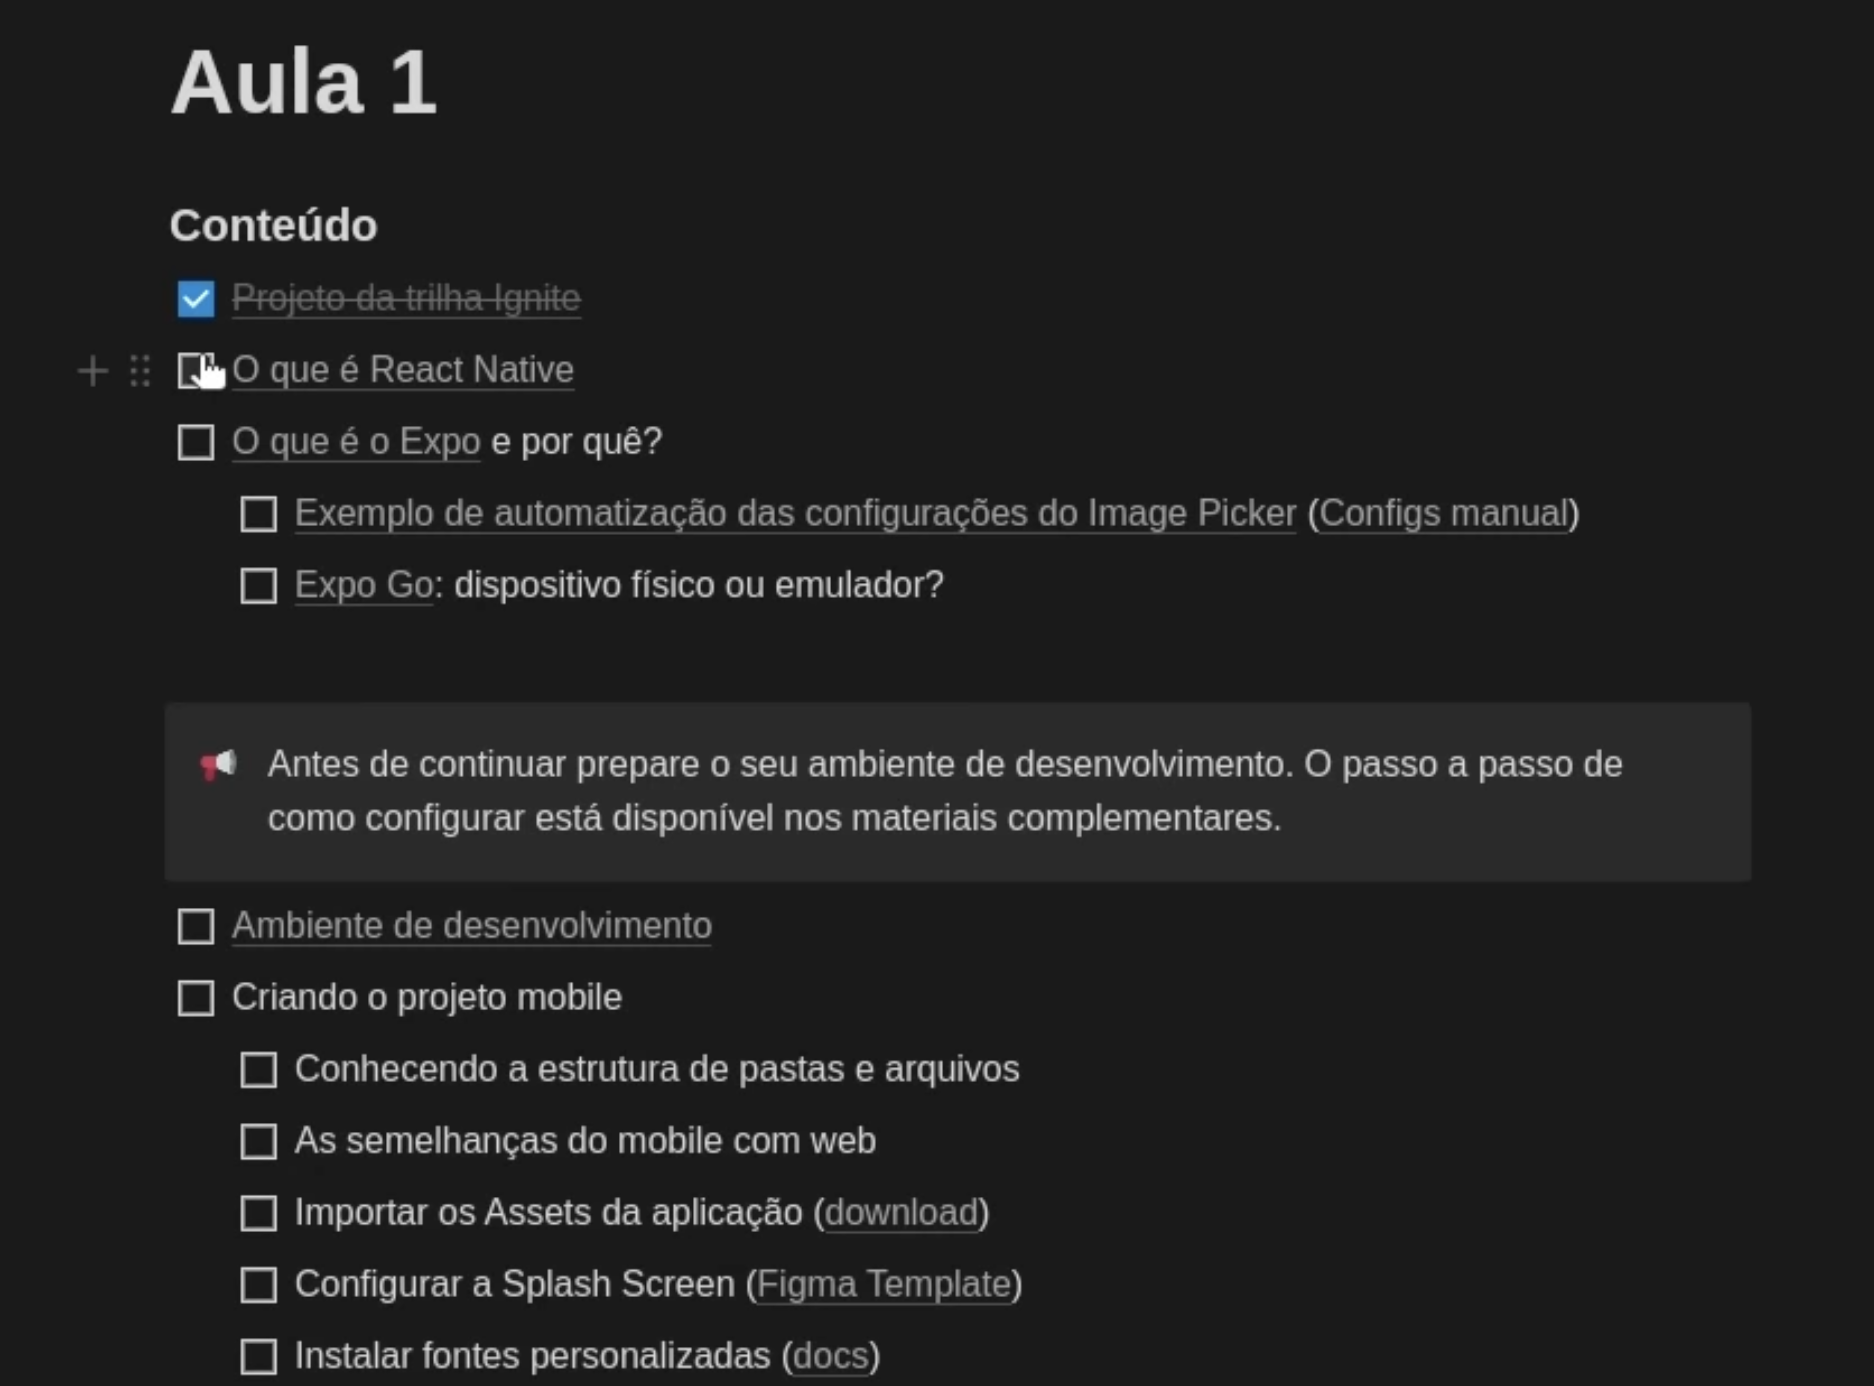 Aula 1
Conteúdo
Projeto da trilha Ignite
O que é React Native
O que é o Expo e por quê?
Exemplo de automatização das configurações do Image Picker (Configs manual)
Expo Go: dispositivo físico ou emulador?
Antes de continuar prepare o seu ambiente de desenvolvimento. O passo a passo de
como configurar está disponível nos materiais complementares.
Ambiente de desenvolvimento
Criando o projeto mobile
Conhecendo a estrutura de pastas e arquivos
As semelhanças do mobile com web
Importar os Assets da aplicação (download)
Configurar a Splash Screen (Figma Template)
Instalar fontes personalizadas (docs)